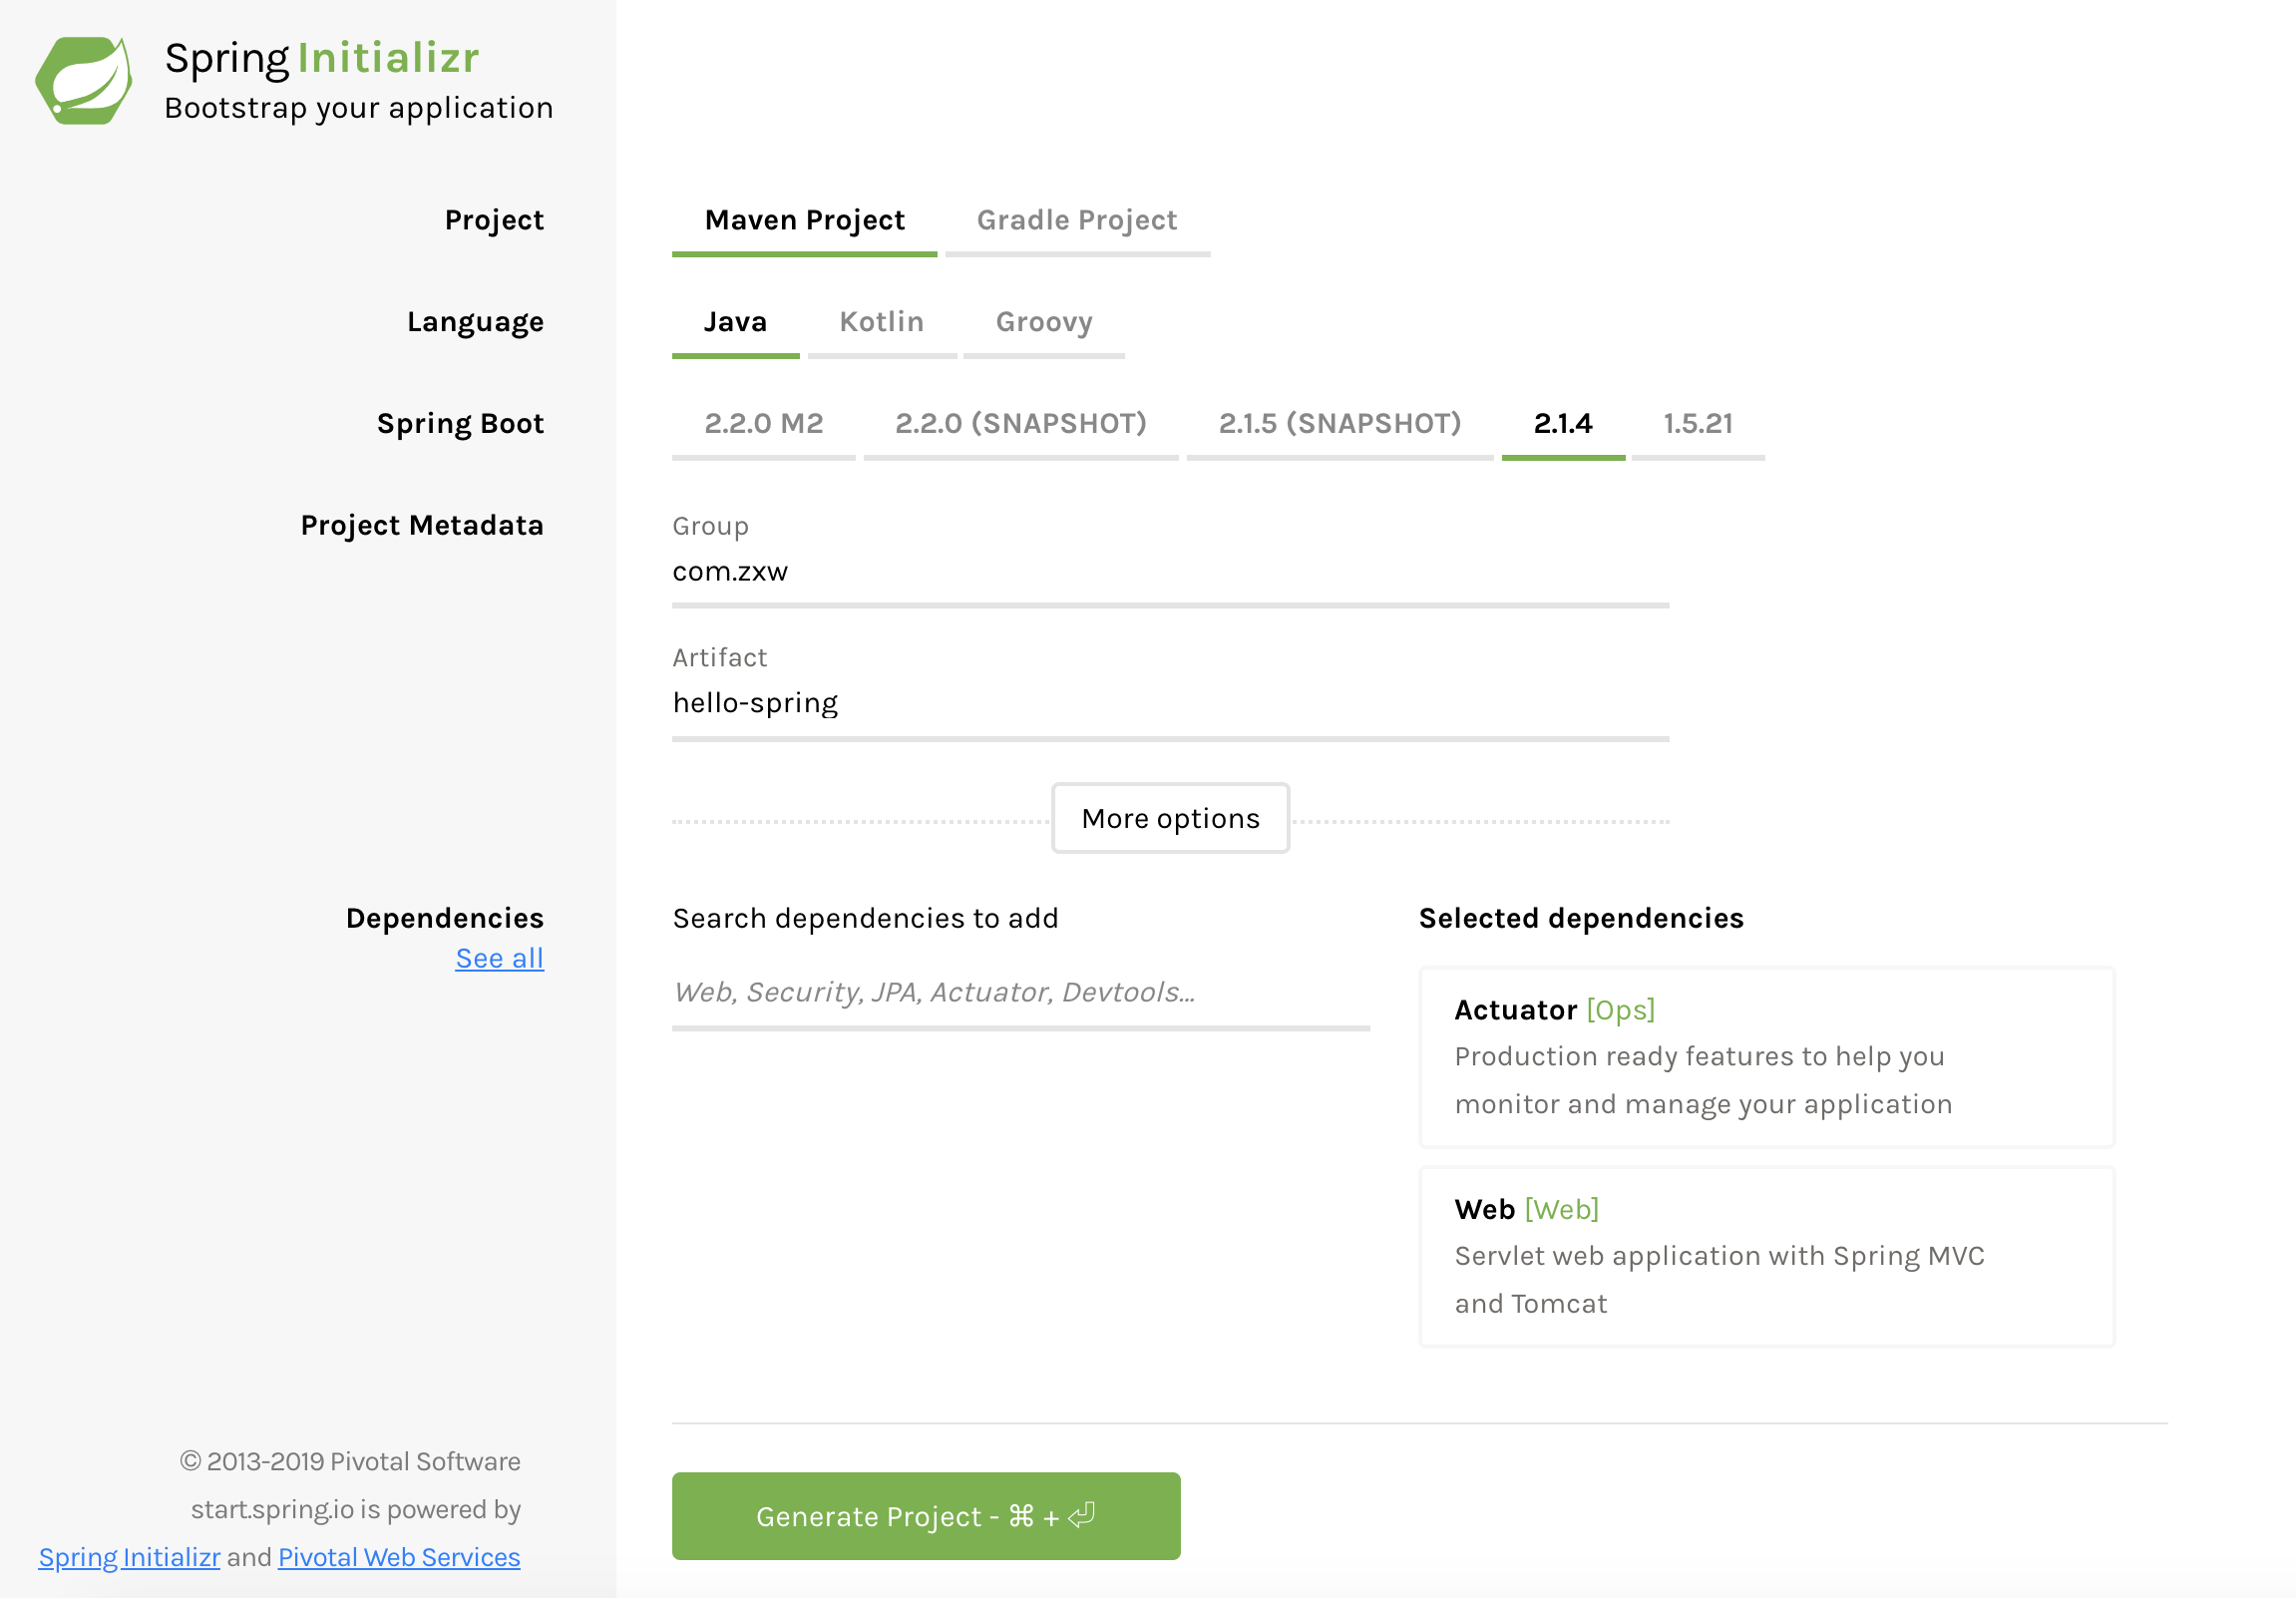 Spring Initializr
Bootstrap your application
Project
Maven Project
Gradle Project
Language
Java
Kotlin
Groovy
Spring Boot
2.2.0 M2
2.2.0 (SNAPSHOT)
2.1.5 (SNAPSHOT)
2.1.4
1.5.21
Project Metadata
Group
com.zxw
Artifact
hello-spring
More options
Dependencies
See all
Search dependencies to add
Web, Security, JPA, Actuator, Devtools...
Selected dependencies
Actuator [Ops]
Production ready features to help you
monitor and manage your application
Web [Web]
Servlet web application with Spring MVC
and Tomcat
© 2013-2019 Pivotal Software
start.spring.io is powered by
Spring Initializr and Pivotal Web Services
Generate Project - ⌘ + ⏎